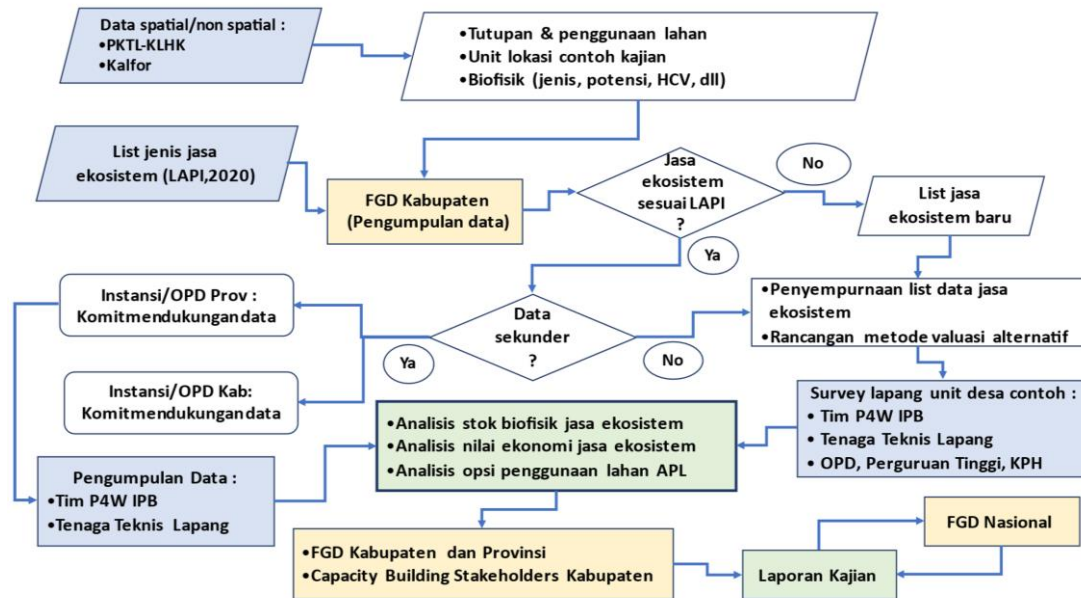 Data spatial/non spatial :
•PKTL-KLHK
•Kalfor
•Tutupan & penggunaan lahan
•Unit lokasi contoh kajian
•Biofisik (jenis, potensi, HCV, dll)
List jenis jasa
ekosistem (LAPI,2020)
FGD Kabupaten
(Pengumpulan data)
Jasa
ekosistem
sesuai LAPI
?
No
List jasa
ekosistem baru
Ya
Instansi/OPD Prov :
Komitmendukungandata
Data
sekunder
?
Ya
No
•Penyempurnaan list data jasa
ekosistem
•Rancangan metode valuasi alternatif
Instansi/OPD Kab:
Komitmendukungandata
•Analisis stok biofisik jasa ekosistem
•Analisis nilai ekonomi jasa ekosistem
•Analisis opsi penggunaan lahan APL
Survey lapang unit desa contoh :
• Tim P4W IPB
• Tenaga Teknis Lapang
• OPD, Perguruan Tinggi, KPH
Pengumpulan Data :
•Tim P4W IPB
•Tenaga Teknis Lapang
•FGD Kabupaten dan Provinsi
•Capacity Building Stakeholders Kabupaten
Laporan Kajian
FGD Nasional